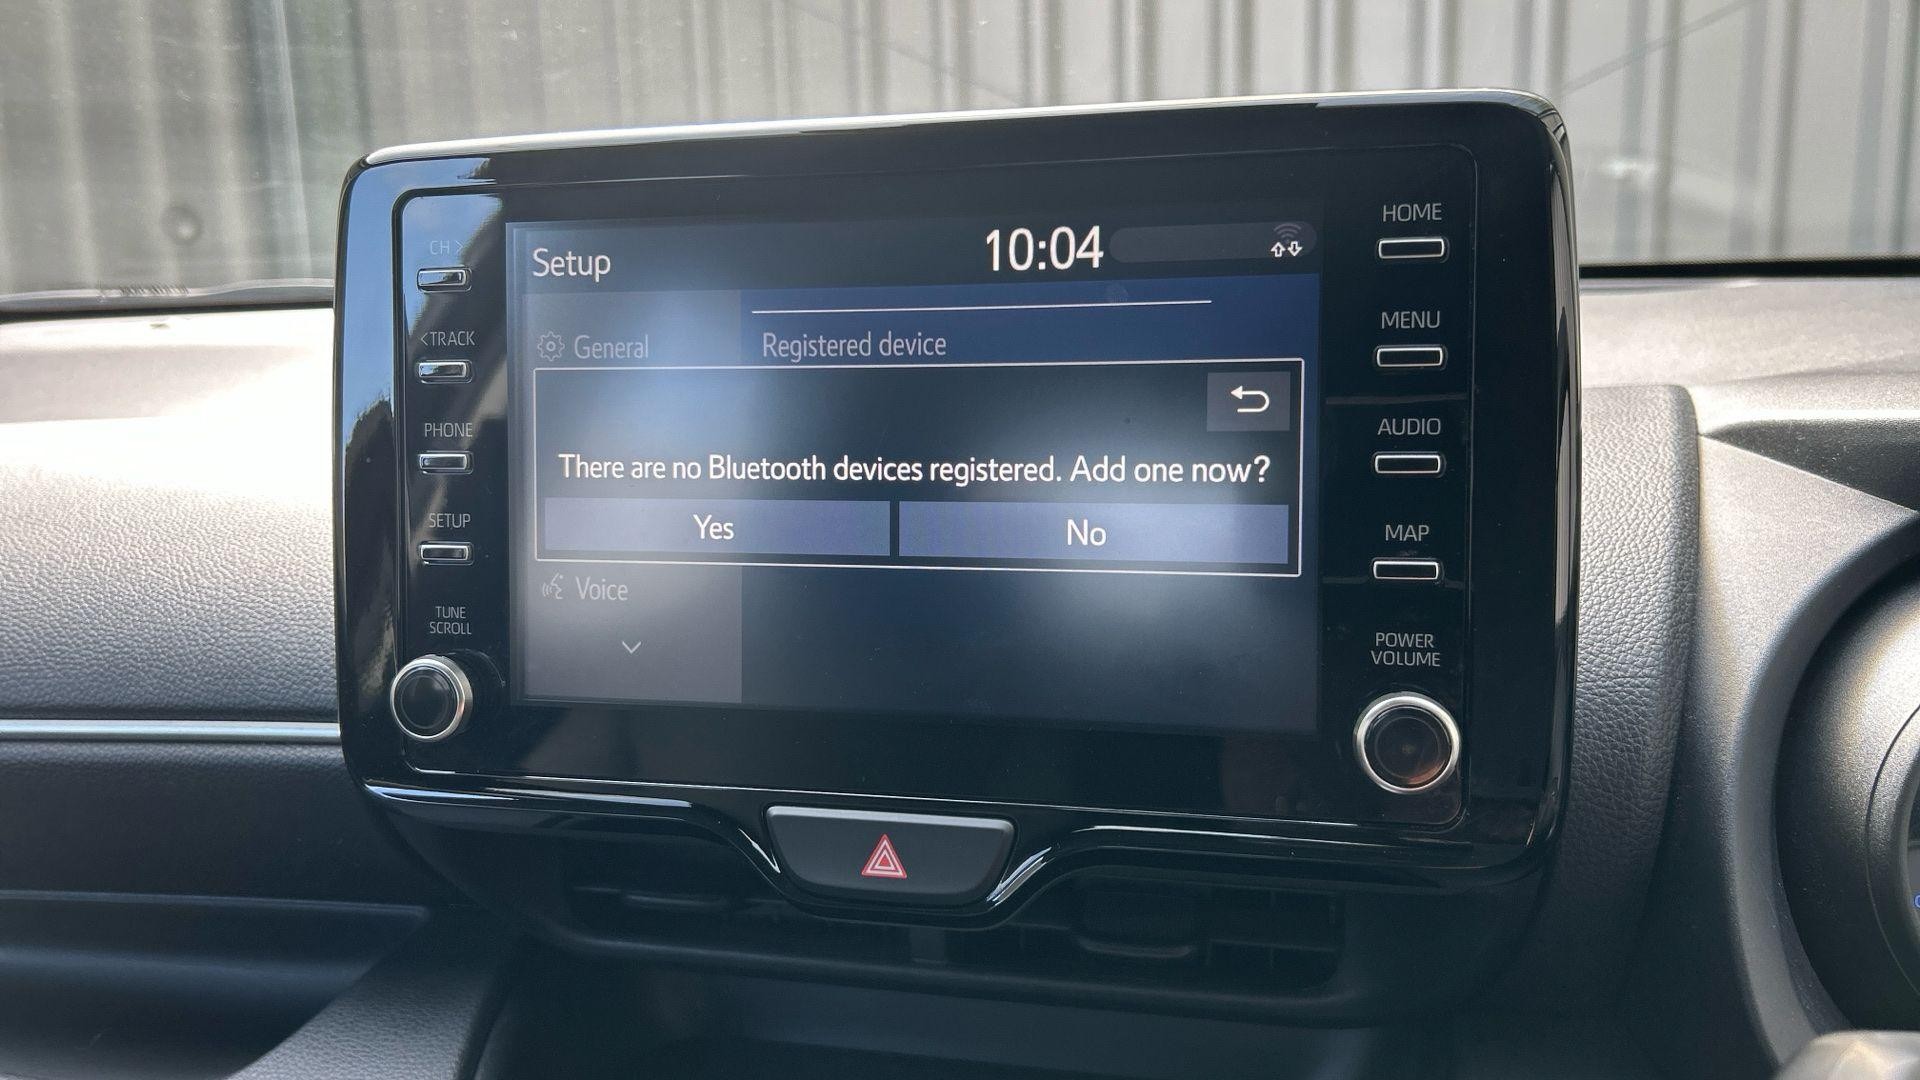 CH >
<TRACK
PHONE
SETUP
TUNE
SCROLL
Setup
10:04
General
Registered device
There are no Bluetooth devices registered. Add one now?
Yes
No
Voice
HOME
MENU
AUDIO
MAP
POWER
VOLUME